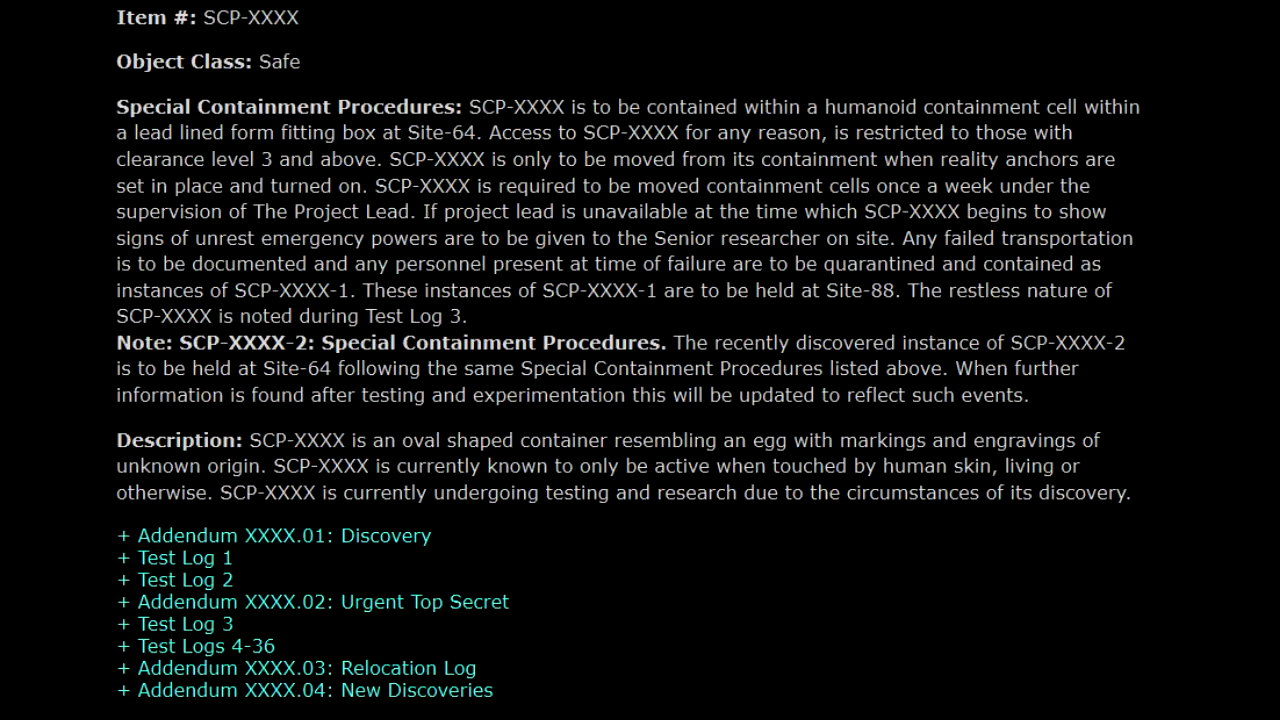 Item #: SCP-XXXX
Object Class: Safe
Special Containment Procedures: SCP-XXXX is to be contained within a humanoid containment cell within
a lead lined form fitting box at Site-64. Access to SCP-XXXX for any reason, is restricted to those with
clearance level 3 and above. SCP-XXXX is only to be moved from its containment when reality anchors are
set in place and turned on. SCP-XXXX is required to be moved containment cells once a week under the
supervision of The Project Lead. If project lead is unavailable at the time which SCP-XXXX begins to show
signs of unrest emergency powers are to be given to the Senior researcher on site. Any failed transportation
is to be documented and any personnel present at time of failure are to be quarantined and contained as
instances of SCP-XXXX-1. These instances of SCP-XXXX-1 are to be held at Site-88. The restless nature of
SCP-XXXX is noted during Test Log 3.
Note: SCP-XXXX-2: Special Containment Procedures. The recently discovered instance of SCP-XXXX-2
is to be held at Site-64 following the same Special Containment Procedures listed above. When further
information is found after testing and experimentation this will be updated to reflect such events.
Description: SCP-XXXX is an oval shaped container resembling an egg with markings and engravings of
unknown origin. SCP-XXXX is currently known to only be active when touched by human skin, living or
otherwise. SCP-XXXX is currently undergoing testing and research due to the circumstances of its discovery.
+ Addendum XXXX.01: Discovery
+ Test Log 1
+ Test Log 2
+ Addendum XXXX.02: Urgent Top Secret
+ Test Log 3
+ Test Logs 4-36
+ Addendum XXXX.03: Relocation Log
+ Addendum XXXX.04: New Discoveries